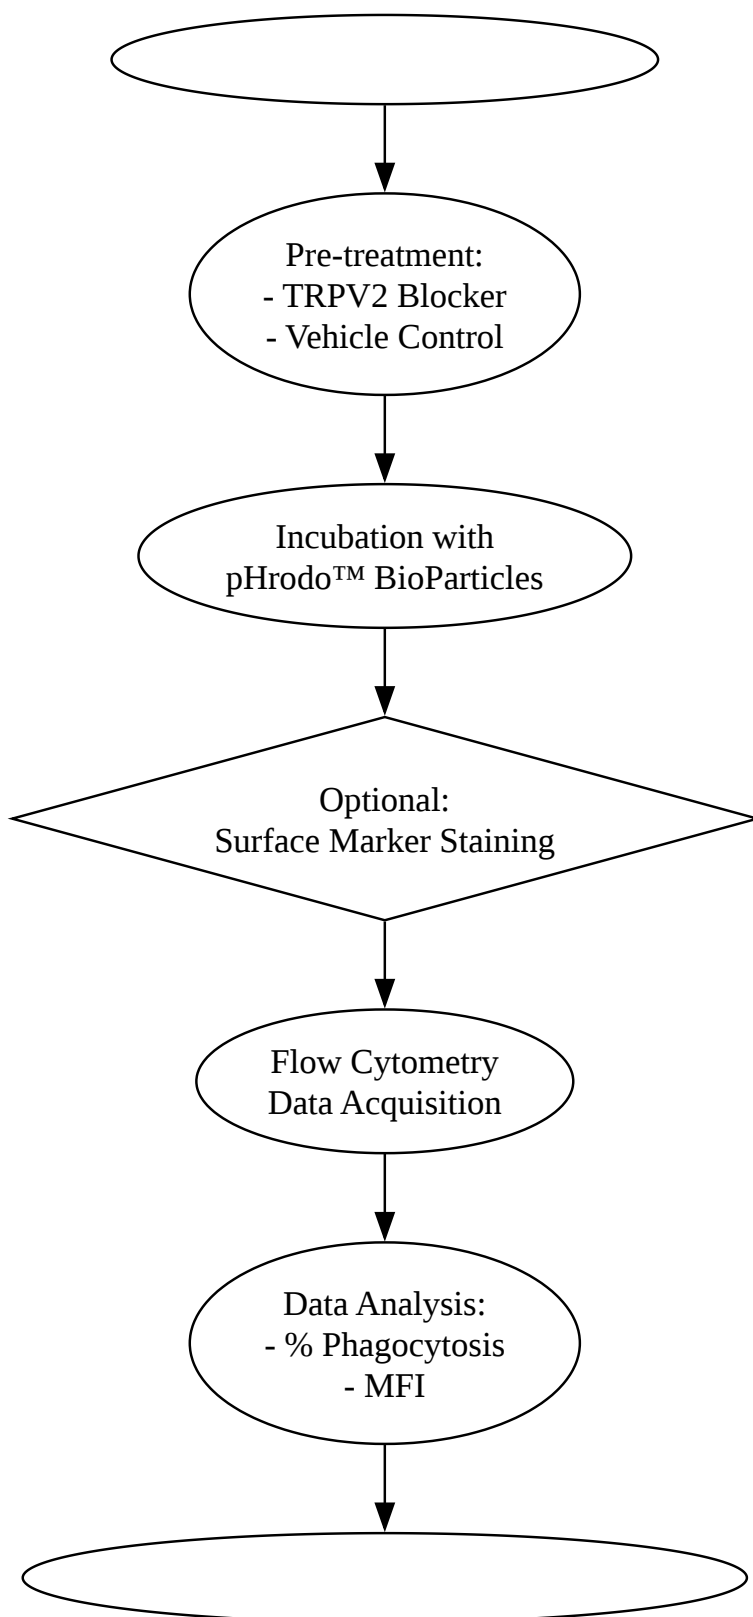 Pre-treatment:
- TRPV2 Blocker
- Vehicle Control
Incubation with
pHrodo™ BioParticles
Optional:
Surface Marker Staining
Flow Cytometry
Data Acquisition
Data Analysis:
- % Phagocytosis
- MFI